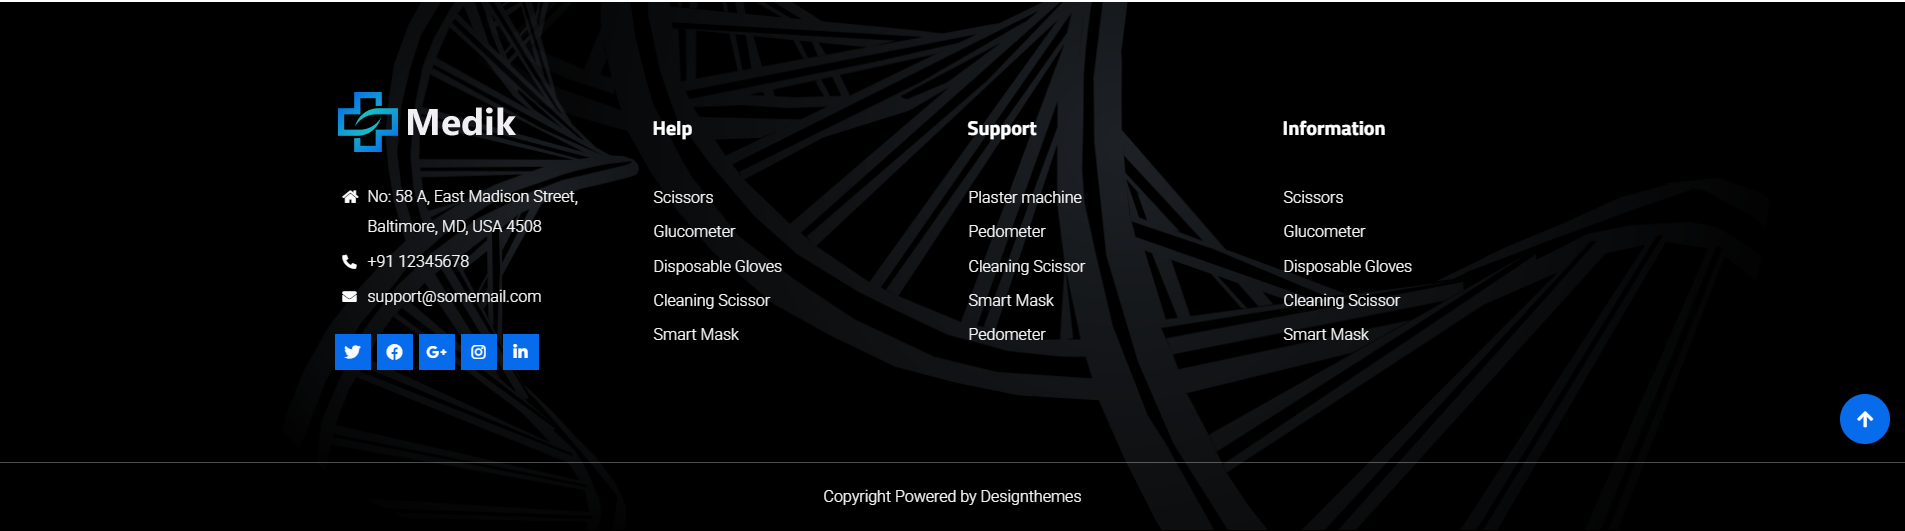 Medik
No: 58 A, East Madison Street,
Baltimore, MD, USA 4508
+91 12345678
support@somemail.com
Help
Scissors
Glucometer
Disposable Gloves
Cleaning Scissor
Smart Mask
Support
Plaster machine
Pedometer
Cleaning Scissor
Smart Mask
Pedometer
Information
Scissors
Glucometer
Disposable Gloves
Cleaning Scissor
Smart Mask
Copyright Powered by Designthemes